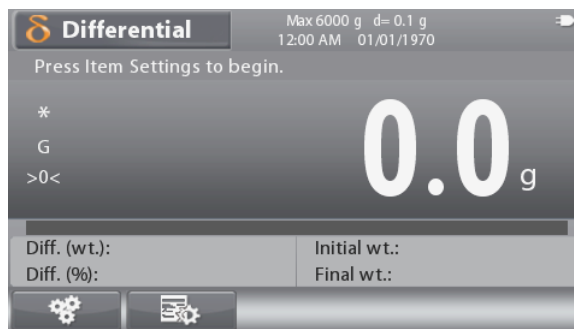 δ Differential
Max 6000 g d= 0.1 g
12:00 AM 01/01/1970
Press Item Settings to begin.
*
G
>0<
0.0 g
Diff. (wt.):
Initial wt.:
Diff. (%):
Final wt.: